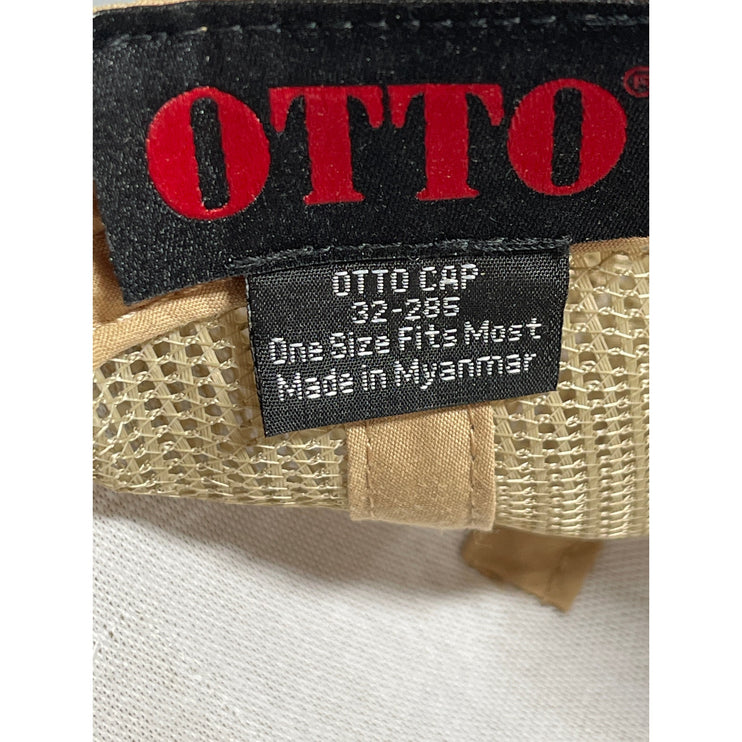 OTTO®
OTTO CAP
32-285
One Size Fits Most
Made in Myanmar